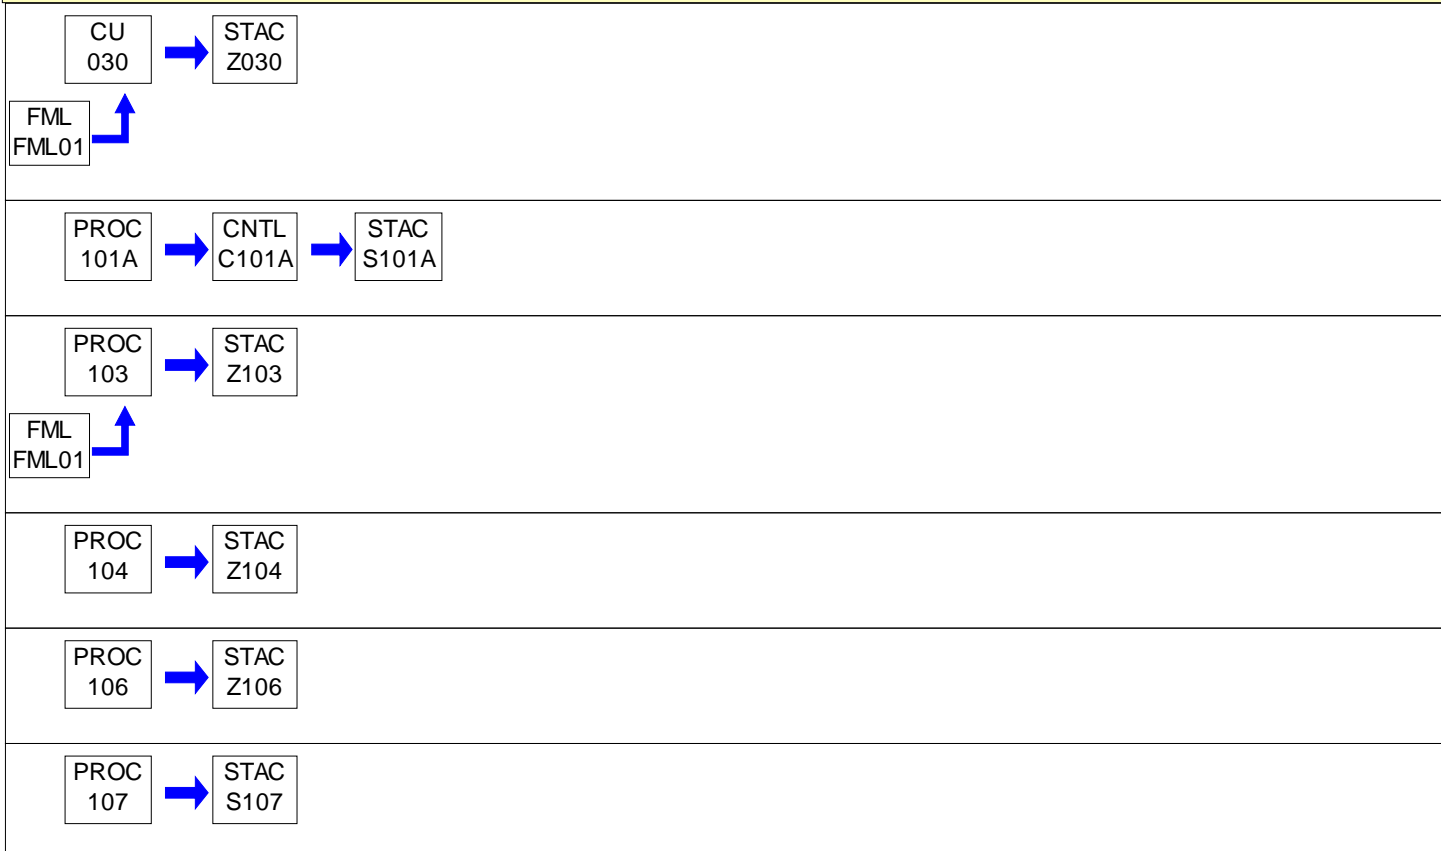 CU
030
STAC
Z030
FML
FML01
PROC
101A
CNTL
C101A
STAC
S101A
PROC
103
STAC
Z103
FML
FML01
PROC
104
STAC
Z104
PROC
106
STAC
Z106
PROC
107
STAC
S107